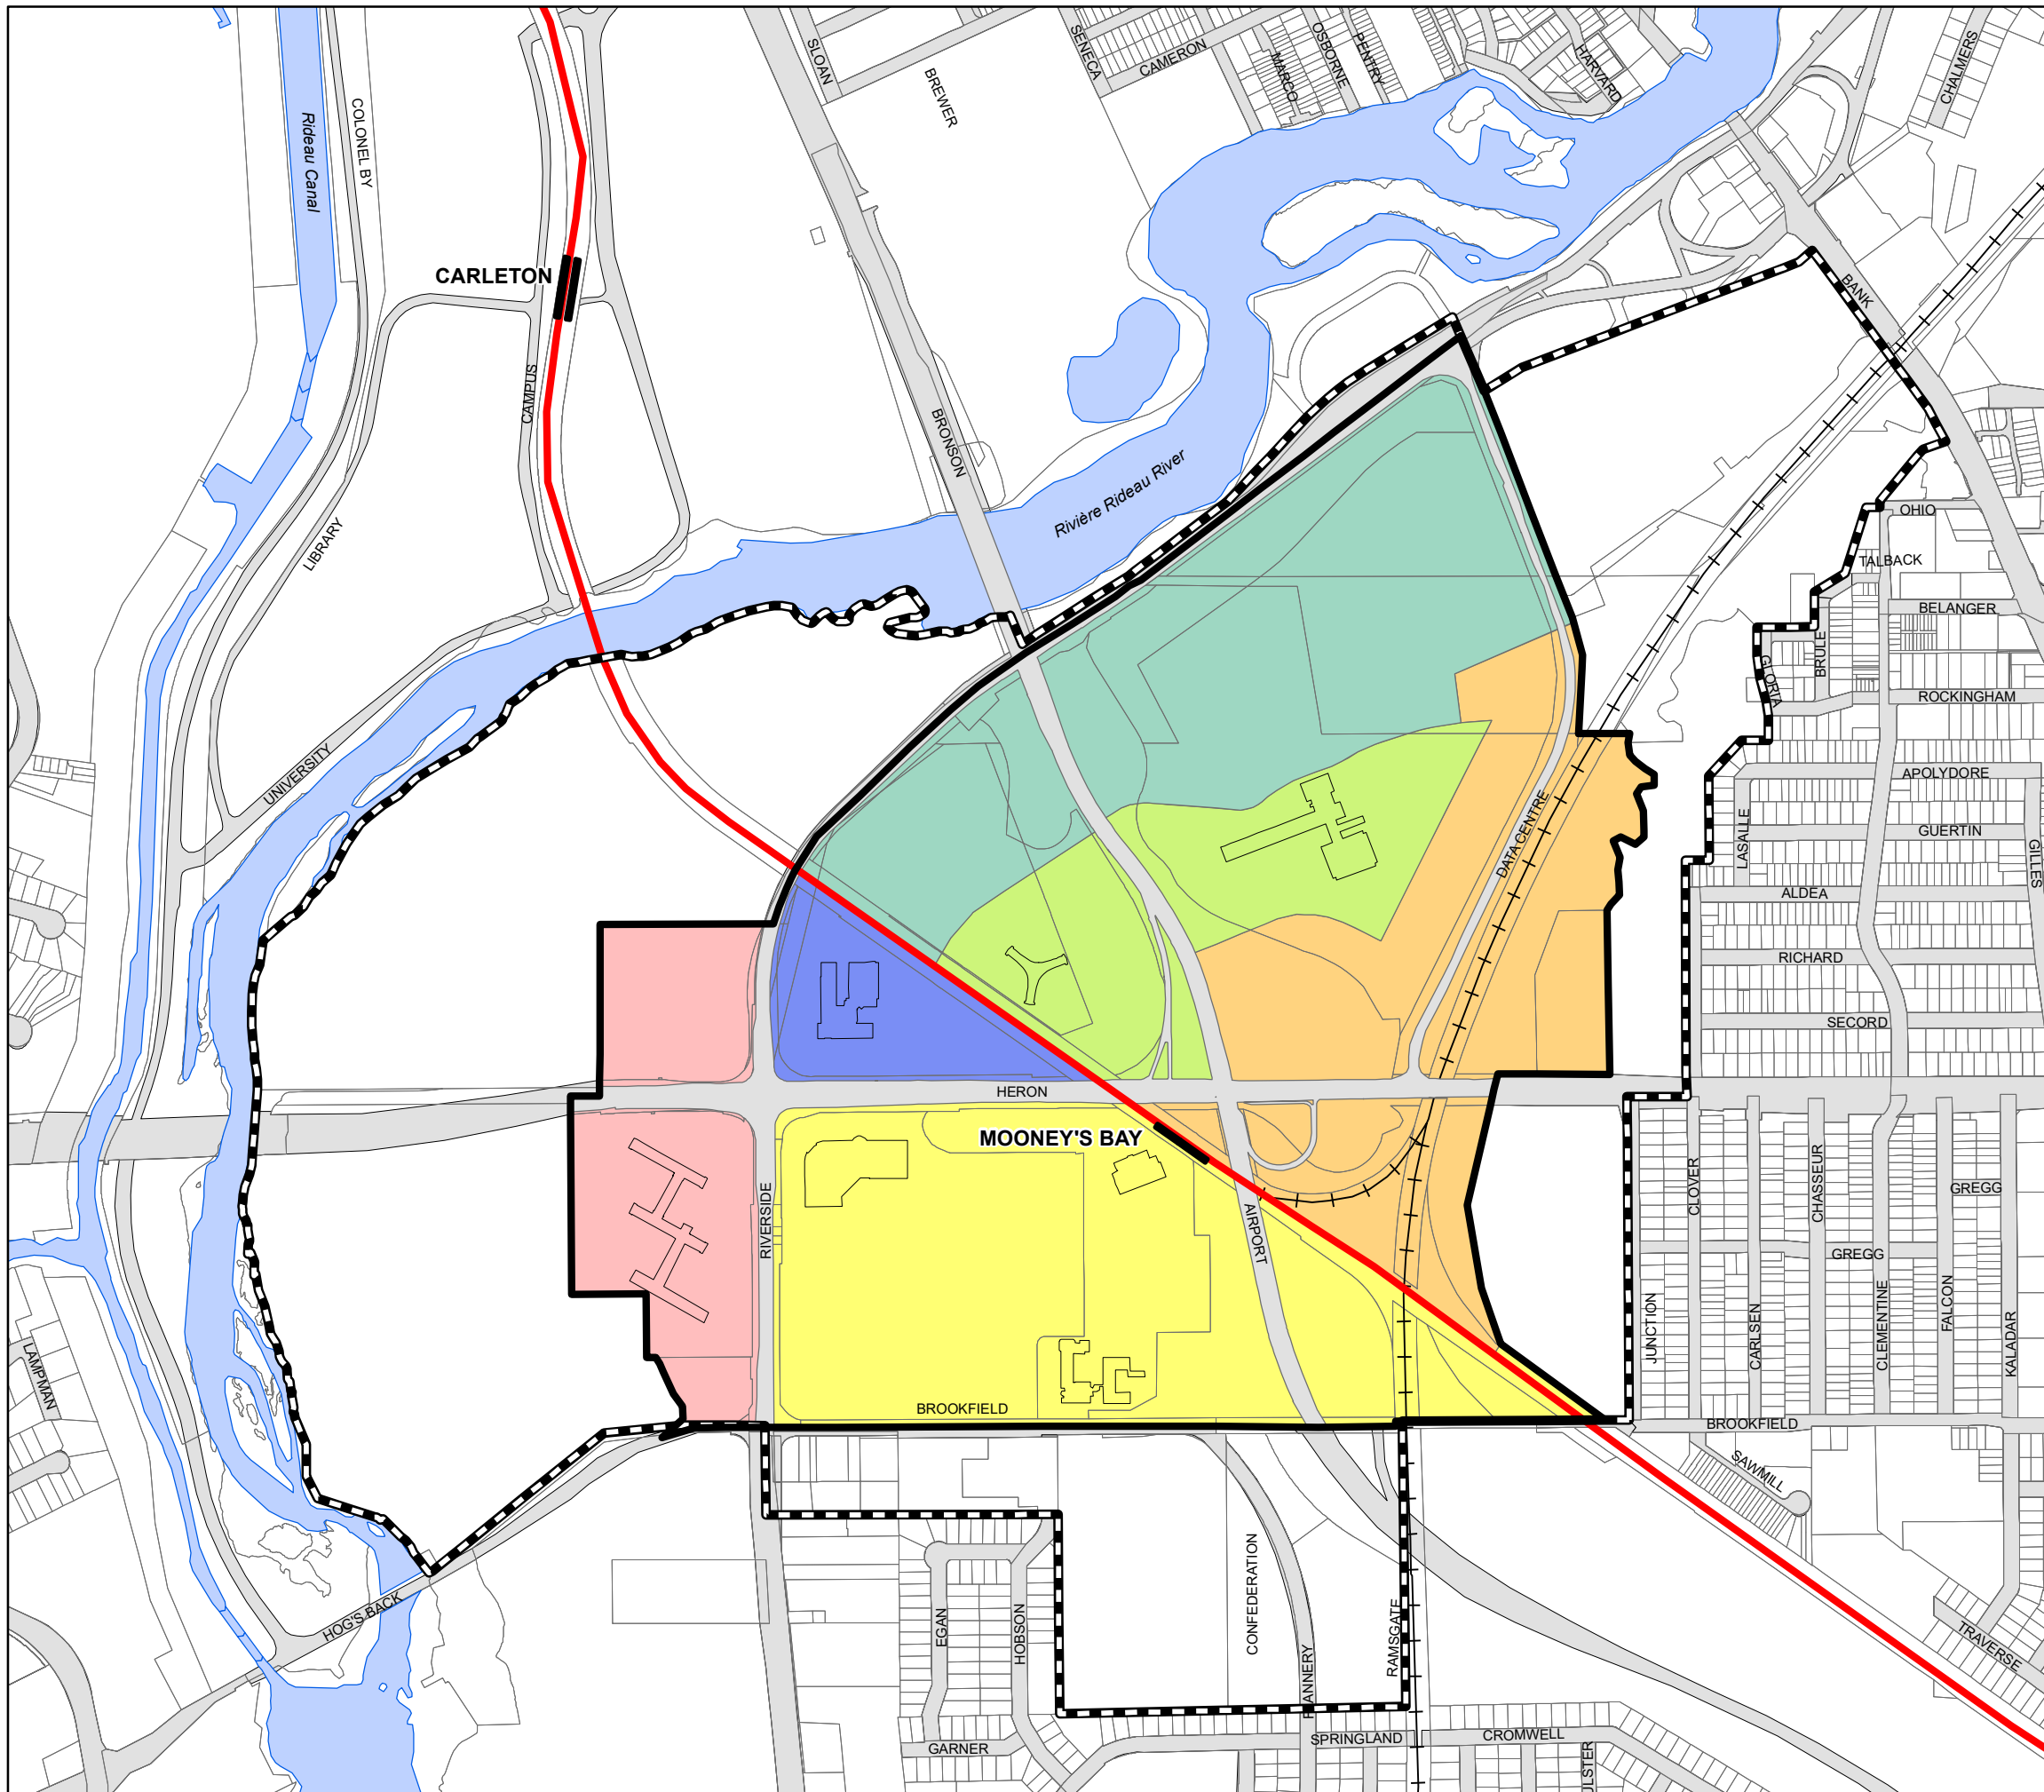 SLOAN
BREWER
SENECA
CAMERON
MARCO
OSBORNE
PENTRY
HARVARD
CHALMERS
Rideau Canal
COLONEL BY
CARLETON
CAMPUS
LIBRARY
UNIVERSITY
BRONSON
Rivière Rideau River
BANK
OHIO
TALBACK
BELANGER
BRULE
GLORIA
ROCKINGHAM
APOLYDORE
LASALLE
GUERTIN
GILLES
ALDEA
RICHARD
SECORD
DATA CENTRE
HERON
MOONEY'S BAY
RIVERSIDE
AIRPORT
CLOVER
CHASSEUR
GREGG
GREGG
JUNCTION
CARLSEN
CLEMENTINE
FALCON
KALADAR
LAMPMAN
BROOKFIELD
BROOKFIELD
SAWMILL
HOG'S BACK
EGAN
HOBSON
CONFEDERATION
FLANNERY
RAMSGATE
TRAVERSE
GARNER
SPRINGLAND
CROMWELL
ULSTER